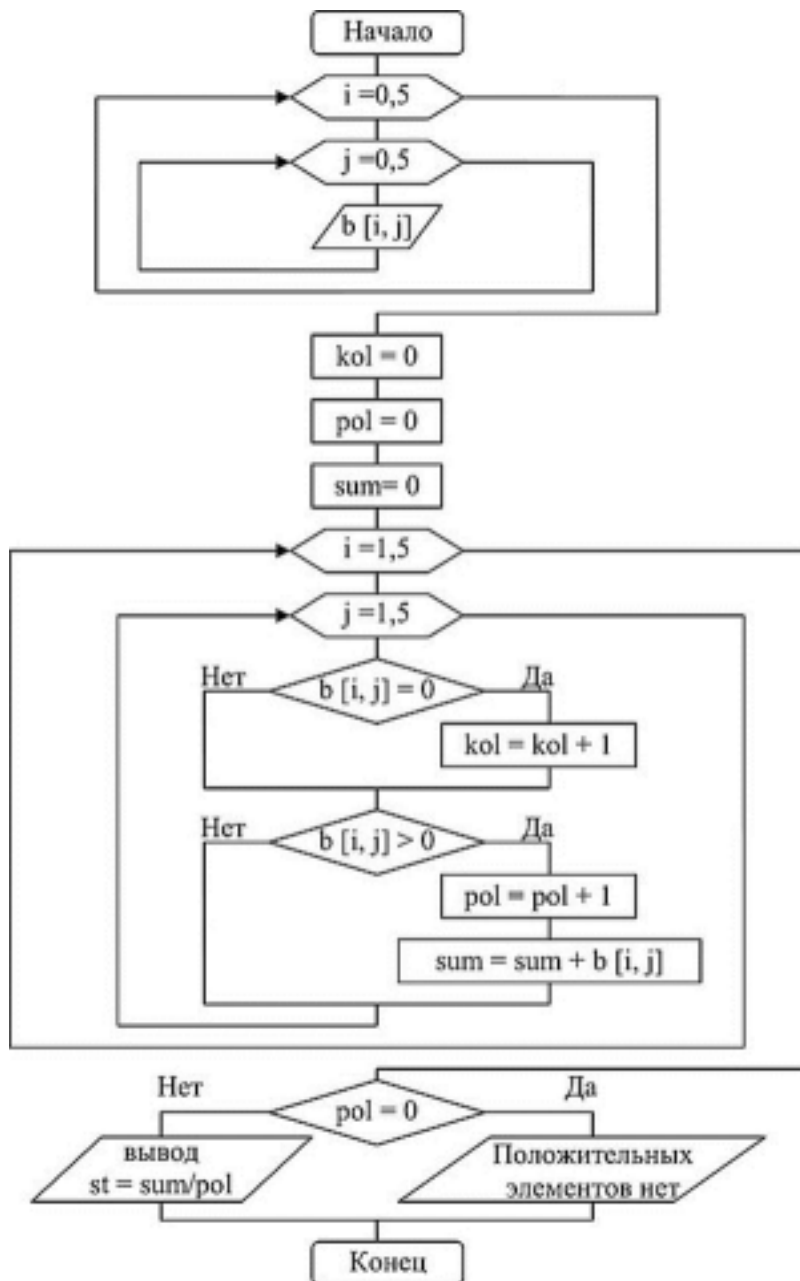 Начало
i =0,5
j =0,5
b [i, j]
kol = 0
pol = 0
sum= 0
i =1,5
j =1,5
Нет
b [i, j] = 0
Да
kol = kol + 1
Нет
b [i, j] > 0
Да
pol = pol + 1
sum = sum + b [i, j]
Нет
pol = 0
Да
вывод
st = sum/pol
Положительных
элементов нет
Конец